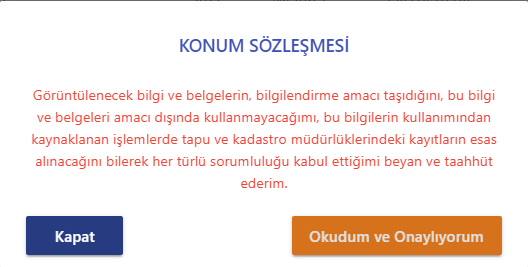 KONUM SÖZLEŞMESİ
Görüntülenecek bilgi ve belgelerin, bilgilendirme amacı taşıdığını, bu bilgi
ve belgeleri amacı dışında kullanmayacağımı, bu bilgilerin kullanımından
kaynaklanan işlemlerde tapu ve kadastro müdürlüklerindeki kayıtların esas
alınacağını bilerek her türlü sorumluluğu kabul ettiğimi beyan ve taahhüt
ederim.
Kapat
Okudum ve Onaylıyorum